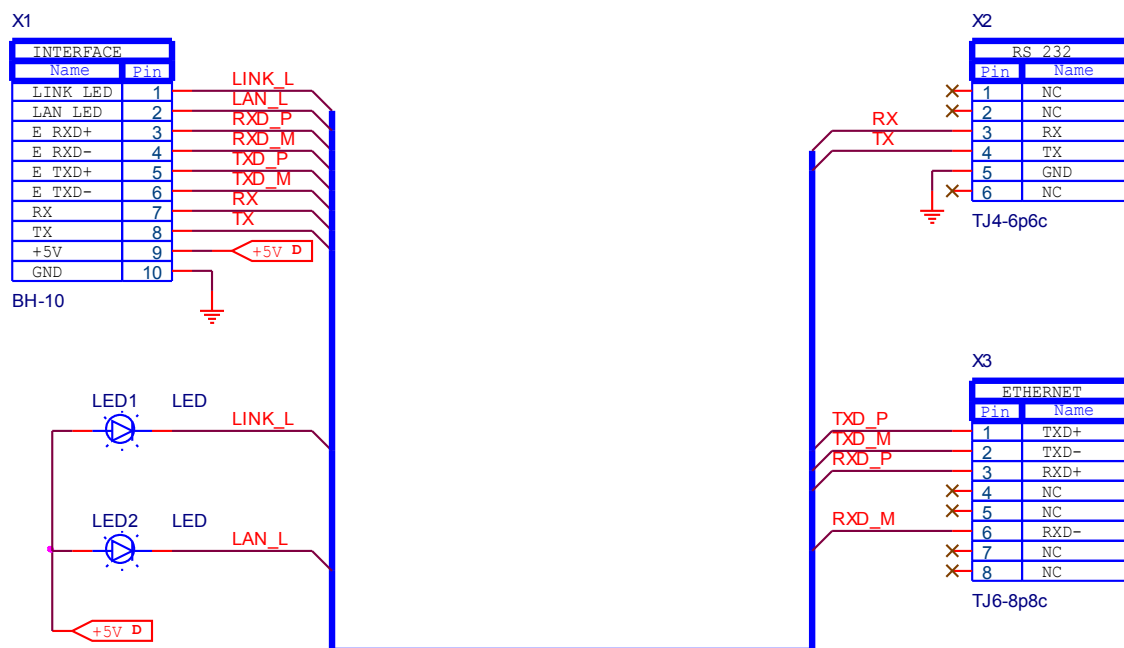 X1
INTERFACE
Name Pin
LINK LED 1 LINK_L
LAN LED 2 LAN_L
E RXD+ 3 RXD_P
E RXD- 4 RXD_M
E TXD+ 5 TXD_P
E TXD- 6 TXD_M
RX 7 RX
TX 8 TX
+5V 9 +5V D
GND 10
BH-10
X2
RS 232
Pin Name
1 NC
2 NC
RX 3 RX
TX 4 TX
5 GND
6 NC
TJ4-6p6c
LED1 LED
LINK_L
LED2 LED
LAN_L
+5V D
X3
ETHERNET
Pin Name
TXD_P 1 TXD+
TXD_M 2 TXD-
RXD_P 3 RXD+
4 NC
5 NC
RXD_M 6 RXD-
7 NC
8 NC
TJ6-8p8c